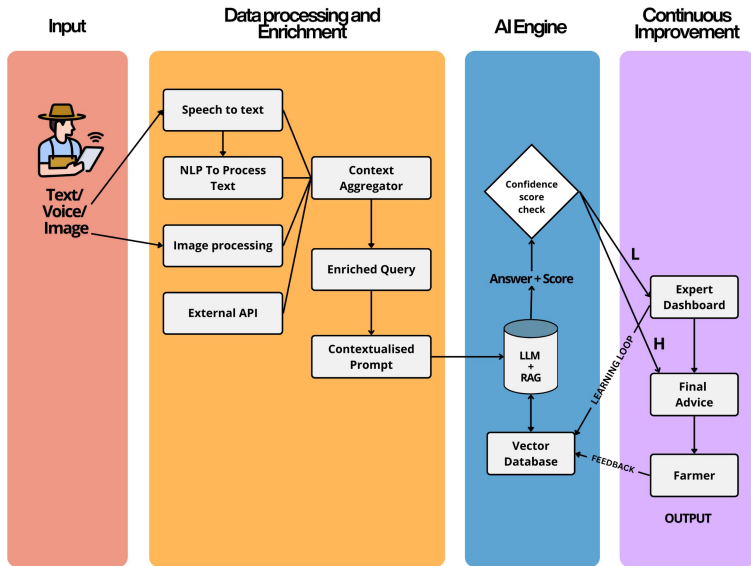 Input
Data processing and
Enrichment
AI Engine
Continuous
Improvement
Text/
Voice/
Image
Speech to text
NLP To Process
Text
Image processing
External API
Context
Aggregator
Enriched Query
Contextualised
Prompt
Confidence
score
check
Answer + Score
LLM
+
RAG
Vector
Database
L
H
LEARNING LOOP
FEEDBACK
Expert
Dashboard
Final
Advice
Farmer
OUTPUT